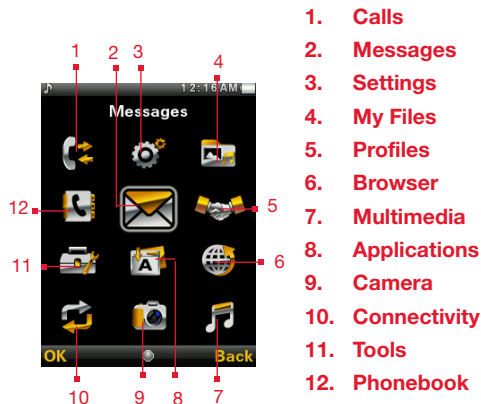 1 2 3 4
12:16AM
Messages
12 5
11 6
A
OK Back
10 9 8 7
1. Calls
2. Messages
3. Settings
4. My Files
5. Profiles
6. Browser
7. Multimedia
8. Applications
9. Camera
10. Connectivity
11. Tools
12. Phonebook